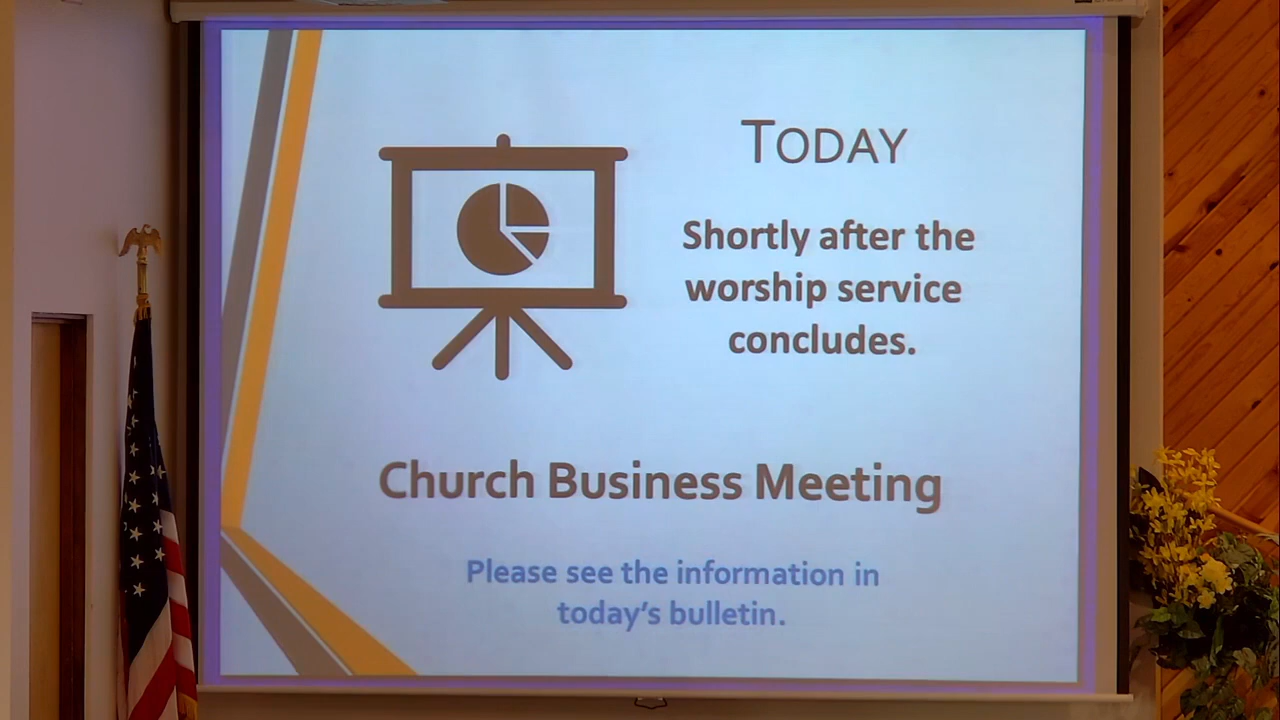 TODAY
Shortly after the
worship service
concludes.
Church Business Meeting
Please see the information in
today's bulletin.